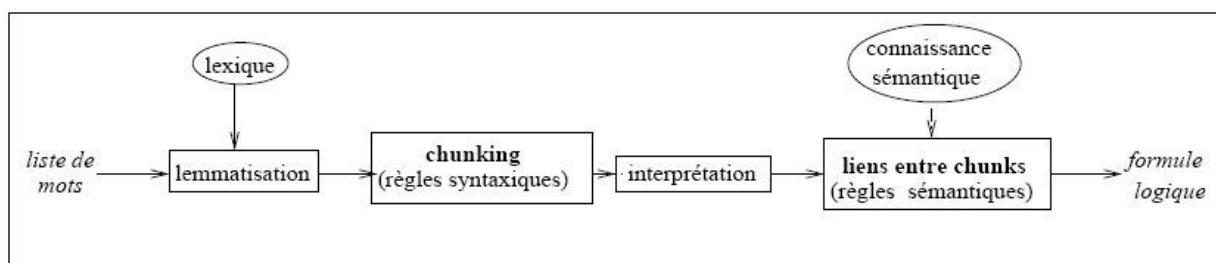 lexique
connaissance
sémantique
liste de
mots
lemmatisation
chunking
(règles syntaxiques)
interprétation
liens entre chunks
(règles sémantiques)
formule
logique